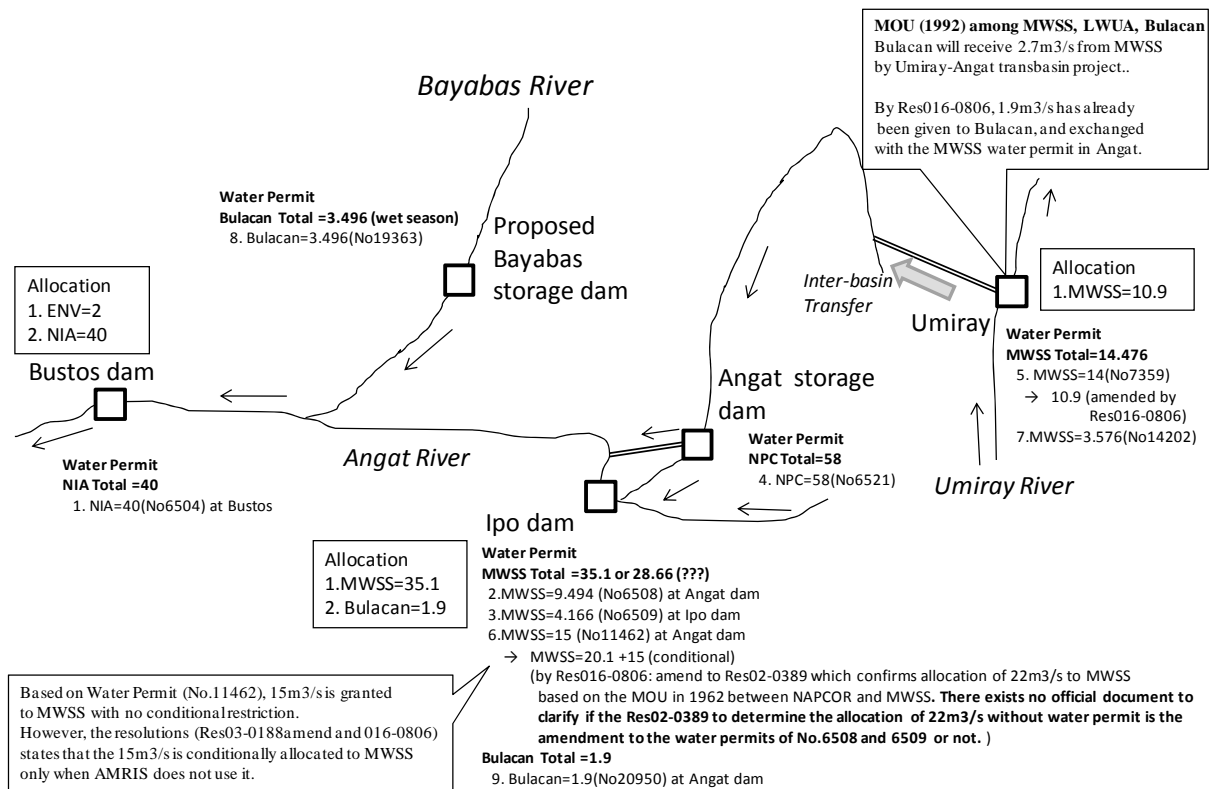 MOU (1992) among MWSS, LWUA, Bulacan
Bulacan will receive 2.7m3/s from MWSS
by Umiray-Angat transbasin project..
By Res016-0806, 1.9m3/s has already
been given to Bulacan, and exchanged
with the MWSS water permit in Angat.
Bayabas River
Water Permit
Bulacan Total =3.496 (wet season)
8. Bulacan=3.496(No19363)
Proposed
Bayabas
storage dam
Allocation
1. ENV=2
2. NIA=40
Bustos dam
Water Permit
NIA Total =40
1. NIA=40(No6504) at Bustos
Angat River
Inter-basin
Transfer
Umiray
Allocation
1.MWSS=10.9
Water Permit
MWSS Total=14.476
5. MWSS=14(No7359)
→ 10.9 (amended by
Res016-0806)
7.MWSS=3.576(No14202)
Umiray River
Angat storage
dam
Water Permit
NPC Total=58
4. NPC=58(No6521)
Ipo dam
Allocation
1.MWSS=35.1
2. Bulacan=1.9
Water Permit
MWSS Total =35.1 or 28.66 (???)
2.MWSS=9.494 (No6508) at Angat dam
3.MWSS=4.166 (No6509) at Ipo dam
6.MWSS=15 (No11462) at Angat dam
→ MWSS=20.1 +15 (conditional)
(by Res016-0806: amend to Res02-0389 which confirms allocation of 22m3/s to MWSS
based on the MOU in 1962 between NAPCOR and MWSS. There exists no official document to
clarify if the Res02-0389 to determine the allocation of 22m3/s without water permit is the
amendment to the water permits of No.6508 and 6509 or not. )
Bulacan Total =1.9
9. Bulacan=1.9(No20950) at Angat dam
Based on Water Permit (No.11462), 15m3/s is granted
to MWSS with no conditional restriction.
However, the resolutions (Res03-0188amend and 016-0806)
states that the 15m3/s is conditionally allocated to MWSS
only when AMRIS does not use it.